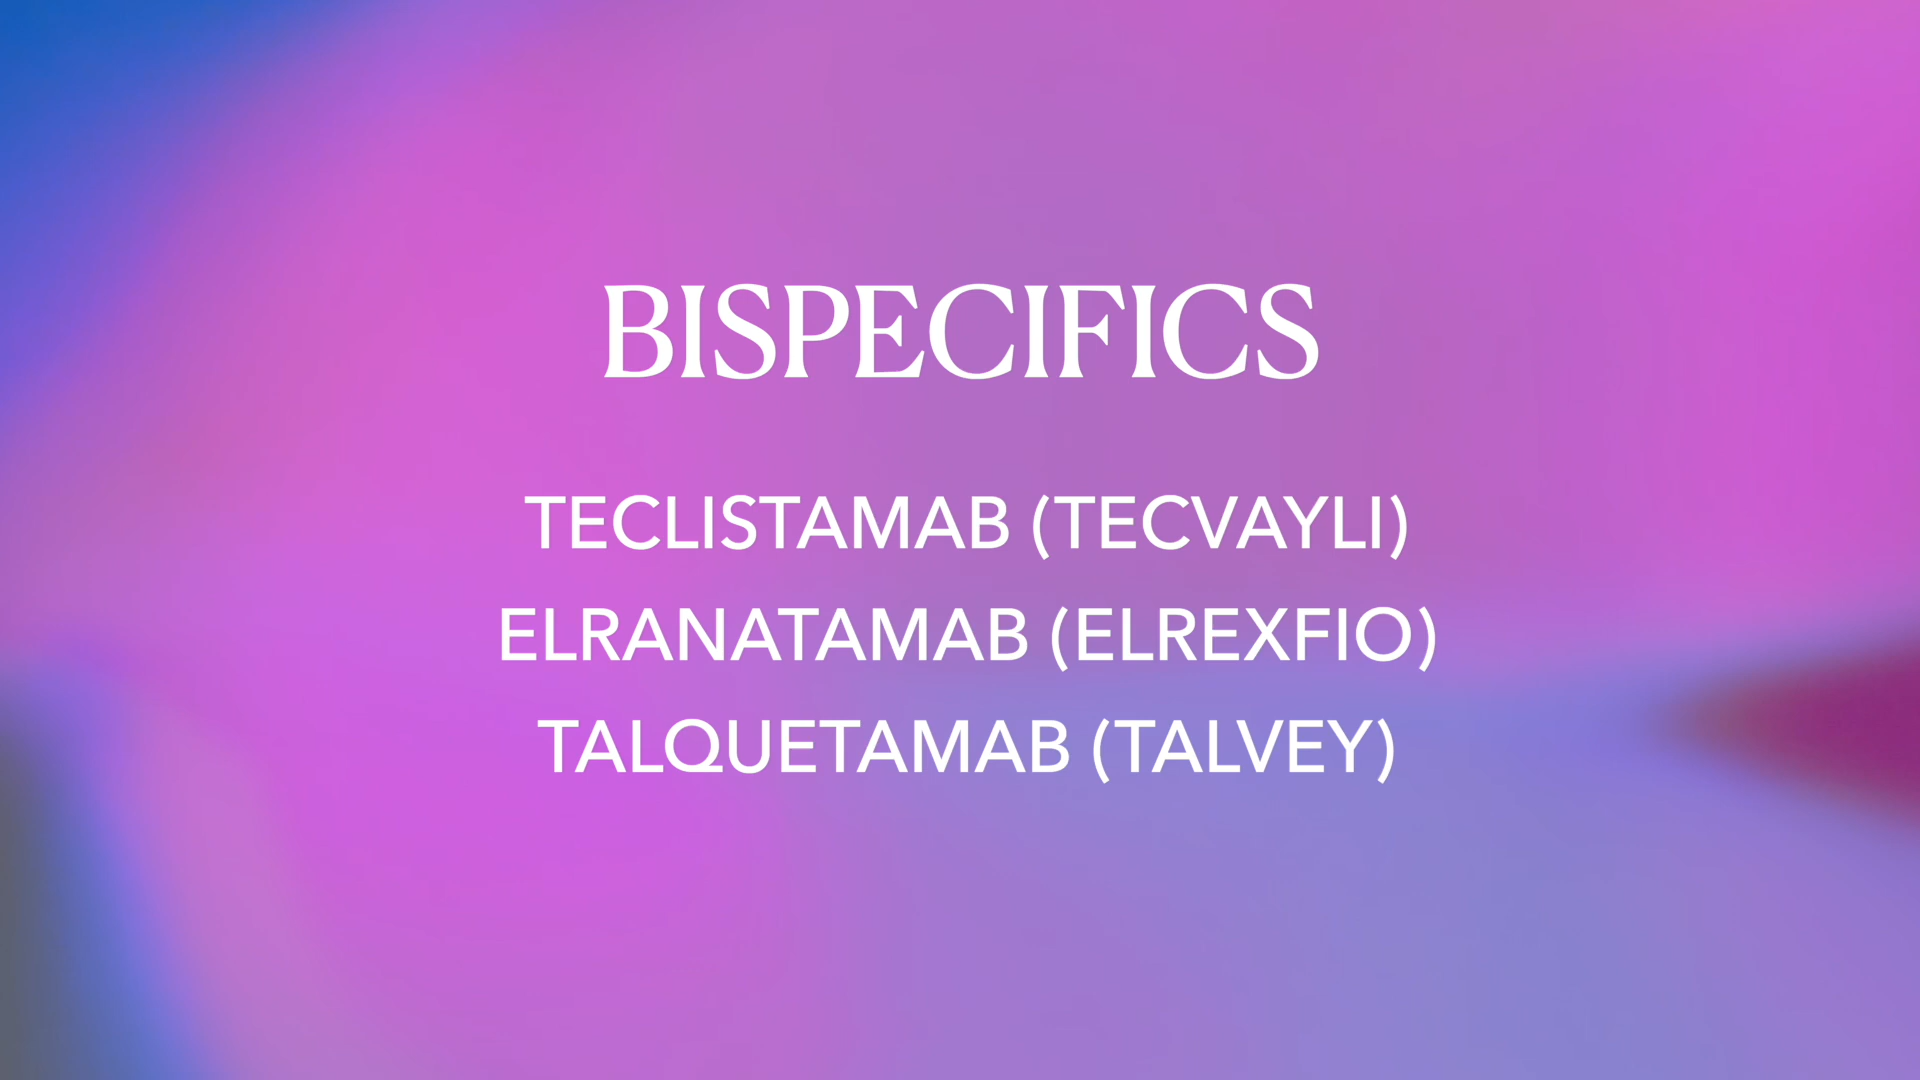 BISPECIFICS
TECLISTAMAB (TECVAYLI)
ELRANATAMAB (ELREXFIO)
TALQUETAMAB (TALVEY)